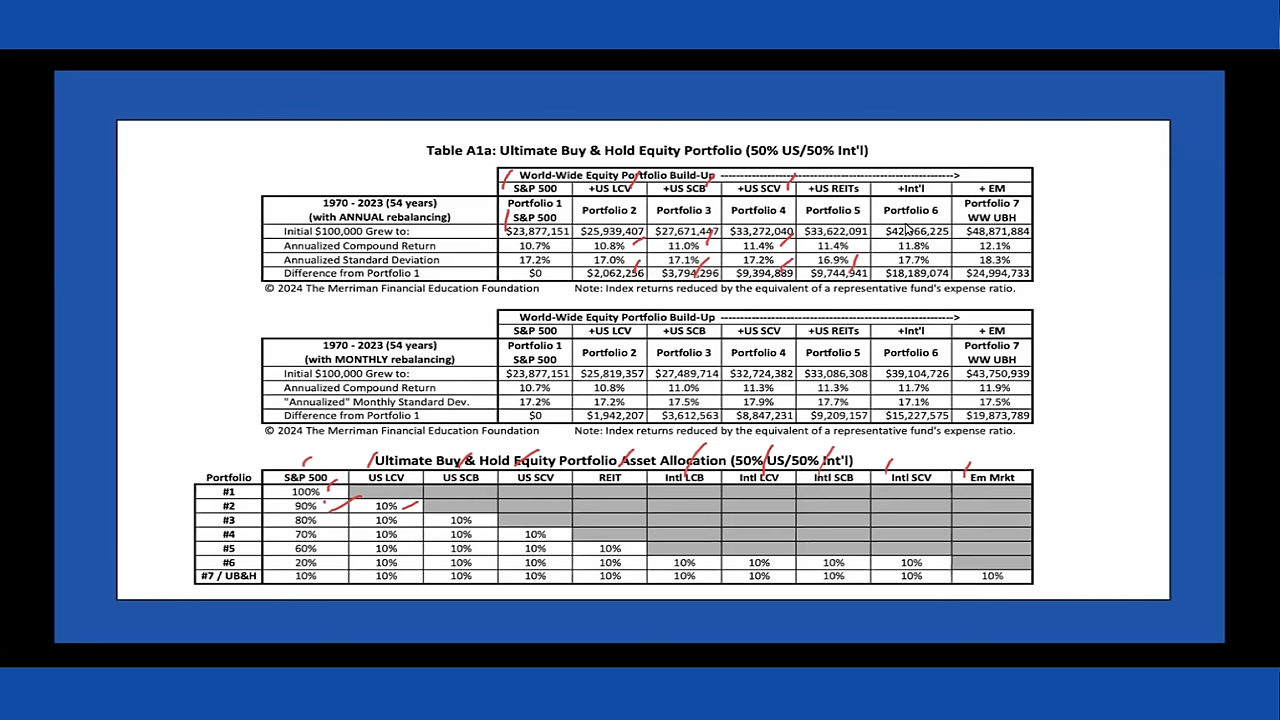 Table A1a: Ultimate Buy & Hold Equity Portfolio (50% US/50% Int'l)
World-Wide Equity Portfolio Build-Up ------------------------------------------------------>
S&P 500 +US LCV +US SCB +US SCV +US REITs +Int'l + EM
1970 - 2023 (54 years) (with ANNUAL rebalancing) Portfolio 1 S&P 500 Portfolio 2 Portfolio 3 Portfolio 4 Portfolio 5 Portfolio 6 Portfolio 7 WW UBH
Initial $100,000 Grew to: $23,877,151 $25,939,407 $27,671,447 $33,272,040 $33,622,091 $42,066,225 $48,871,884
Annualized Compound Return 10.7% 10.8% 11.0% 11.4% 11.4% 11.8% 12.1%
Annualized Standard Deviation 17.2% 17.0% 17.1% 17.2% 16.9% 17.7% 18.3%
Difference from Portfolio 1 $0 $2,062,256 $3,794,296 $9,394,889 $9,744,941 $18,189,074 $24,994,733
© 2024 The Merriman Financial Education Foundation Note: Index returns reduced by the equivalent of a representative fund's expense ratio.
World-Wide Equity Portfolio Build-Up ------------------------------------------------------>
S&P 500 +US LCV +US SCB +US SCV +US REITs +Int'l + EM
1970 - 2023 (54 years) (with MONTHLY rebalancing) Portfolio 1 S&P 500 Portfolio 2 Portfolio 3 Portfolio 4 Portfolio 5 Portfolio 6 Portfolio 7 WW UBH
Initial $100,000 Grew to: $23,877,151 $25,819,357 $27,489,714 $32,724,382 $33,086,308 $39,104,726 $43,750,939
Annualized Compound Return 10.7% 10.8% 11.0% 11.3% 11.3% 11.7% 11.9%
"Annualized" Monthly Standard Dev. 17.2% 17.2% 17.5% 17.9% 17.7% 17.1% 17.5%
Difference from Portfolio 1 $0 $1,942,207 $3,612,563 $8,847,231 $9,209,157 $15,227,575 $19,873,789
© 2024 The Merriman Financial Education Foundation Note: Index returns reduced by the equivalent of a representative fund's expense ratio.
Ultimate Buy & Hold Equity Portfolio Asset Allocation (50% US/50% Int'l)
Portfolio S&P 500 US LCV US SCB US SCV REIT Intl LCB Intl LCV Intl SCB Intl SCV Em Mrkt
#1 100%
#2 90% 10%
#3 80% 10% 10%
#4 70% 10% 10% 10%
#5 60% 10% 10% 10% 10%
#6 20% 10% 10% 10% 10% 10% 10% 10% 10%
#7 / UB&H 10% 10% 10% 10% 10% 10% 10% 10% 10% 10%